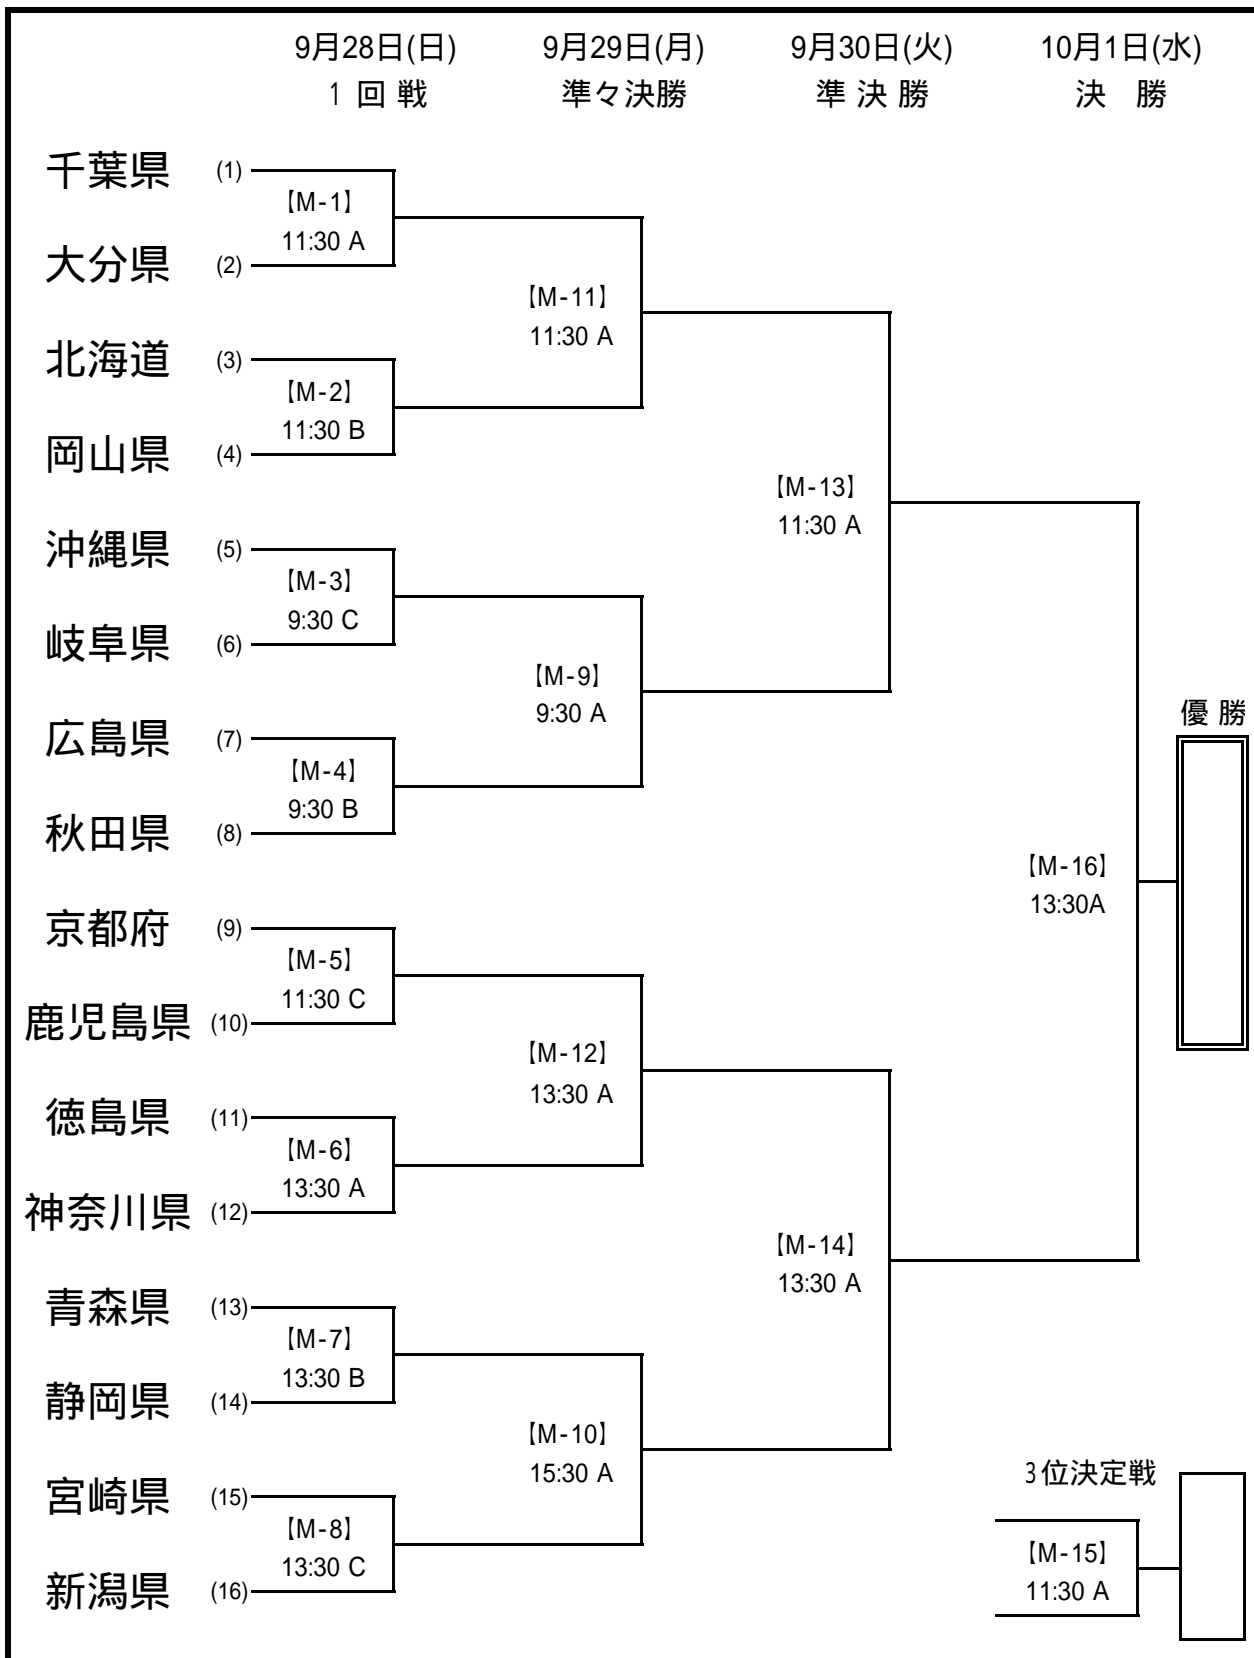 9月28日(日) 9月29日(月) 9月30日(火) 10月1日(水)
1 回 戦 準々決勝 準 決 勝 決 勝
千葉県 (1)
【M-1】
11:30 A
大分県 (2)
【M-11】
11:30 A
北海道 (3)
【M-2】
11:30 B
岡山県 (4)
【M-13】
11:30 A
沖縄県 (5)
【M-3】
9:30 C
岐阜県 (6)
【M-9】
9:30 A
優 勝
広島県 (7)
【M-4】
9:30 B
秋田県 (8)
【M-16】
13:30A
京都府 (9)
【M-5】
11:30 C
鹿児島県 (10)
【M-12】
13:30 A
徳島県 (11)
【M-6】
13:30 A
神奈川県 (12)
【M-14】
13:30 A
青森県 (13)
【M-7】
13:30 B
静岡県 (14)
【M-10】
15:30 A
3位決定戦
宮崎県 (15)
【M-8】
13:30 C
【M-15】
11:30 A
新潟県 (16)